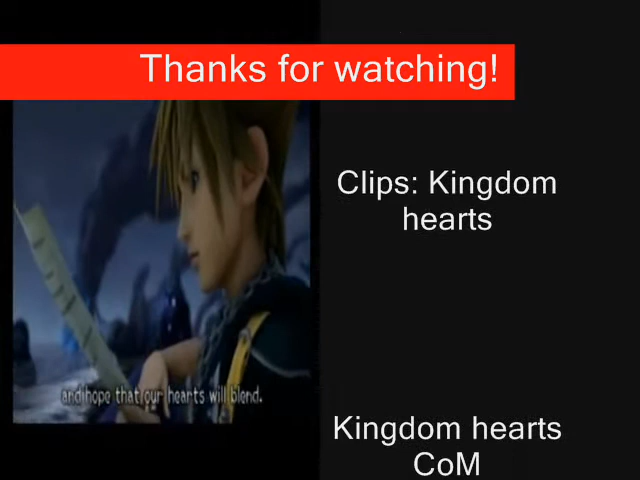 Thanks for watching!
Clips: Kingdom
hearts
and hope that our hearts will blend.
Kingdom hearts
CoM